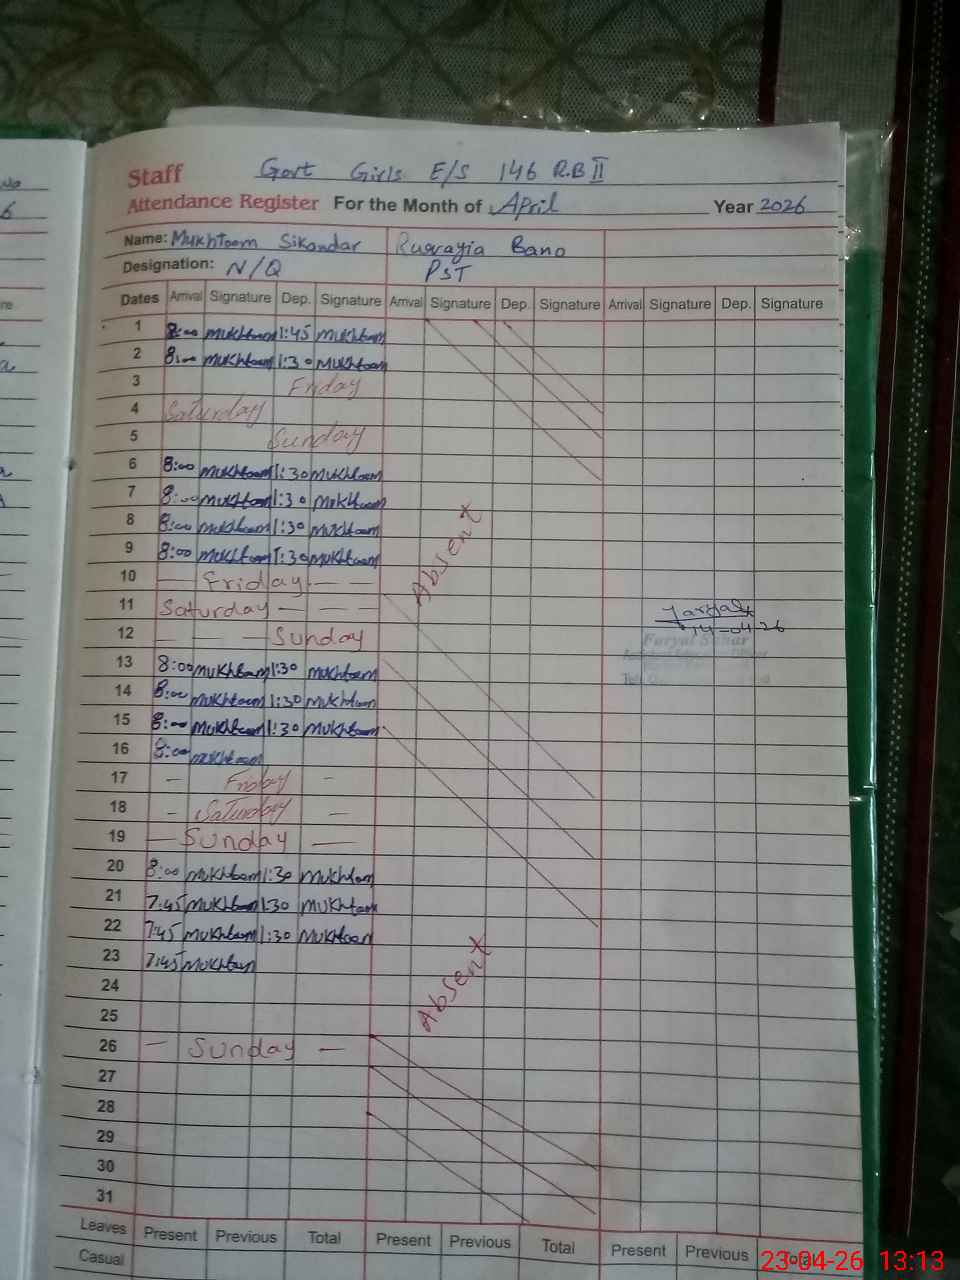 Staff Govt Girls E/S 146 R.B II
Attendance Register For the Month of April Year 2026
Name: Mukhtoom Sikandar Ruqayia Bano
Designation: N/Q PST
Dates Arrival Signature Dep. Signature Arrival Signature Dep. Signature Arrival Signature Dep. Signature
1 8:00 Mukhtoom 1:45 Mukhtoom
2 8:00 Mukhtoom 1:30 Mukhtoom
3 Friday
4 Saturday
5 Sunday
6 8:00 Mukhtoom 1:30 Mukhtoom
7 8:00 Mukhtoom 1:30 Mukhtoom
8 8:00 Mukhtoom 1:30 Mukhtoom
9 8:00 Mukhtoom 1:30 Mukhtoom
Absent
10 Friday
11 Saturday
12 Sunday
14-04-26
Faryal
13 8:00 Mukhtoom 1:30 Mukhtoom
14 8:00 Mukhtoom 1:30 Mukhtoom
15 8:00 Mukhtoom 1:30 Mukhtoom
16 8:00 Mukhtoom
17 - Friday -
18 - Saturday -
19 - Sunday -
20 8:00 Mukhtoom 1:30 Mukhtoom
21 7:45 Mukhtoom 1:30 Mukhtoom
22 7:45 Mukhtoom 1:30 Mukhtoom
23 7:45 Mukhtoom
24
Absent
25
26 - Sunday -
27
28
29
30
31
Leaves Present Previous Total Present Previous Total Present Previous Total
Casual
23-04-26 13:13